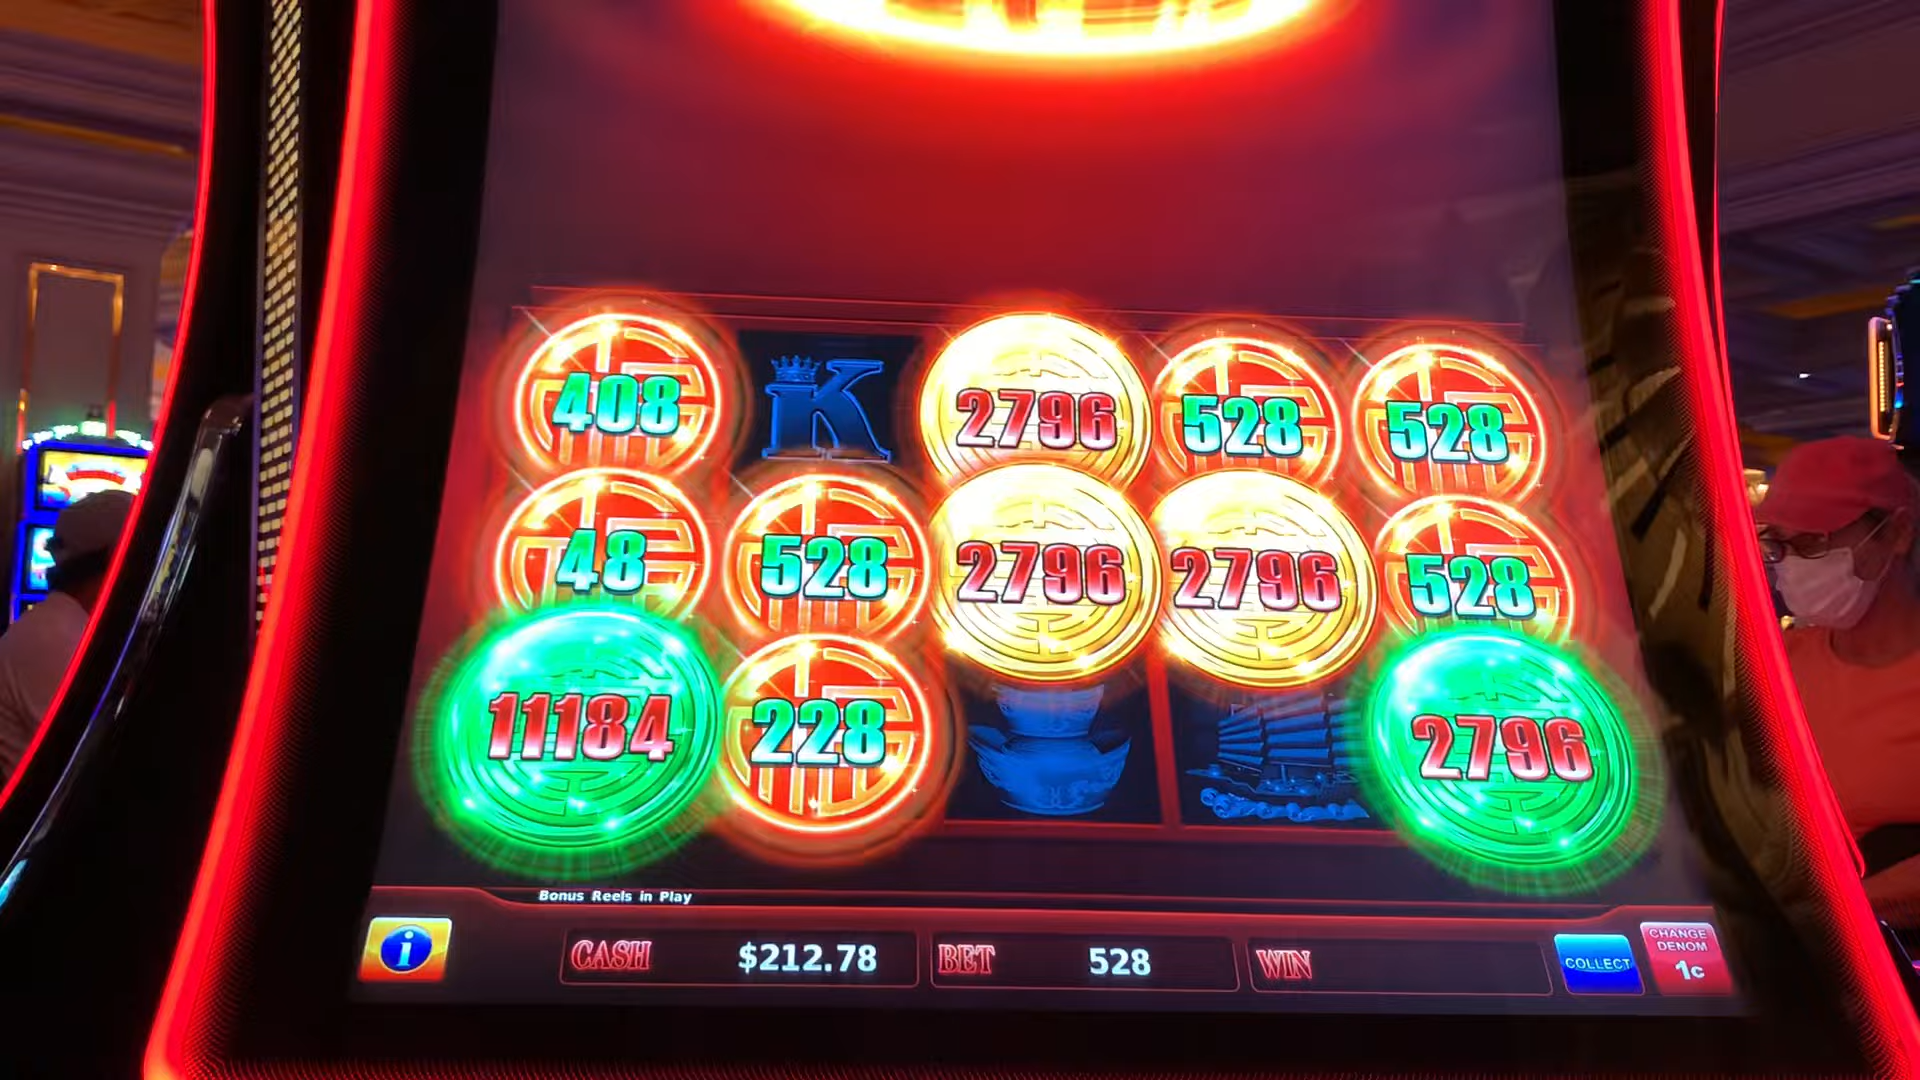 408 K 2796 528 528
48 528 2796 2796 528
11184 228 2796
Bonus Reels in Play
i CASH $212.78 BET 528 WIN COLLECT CHANGE
DENOM
1¢